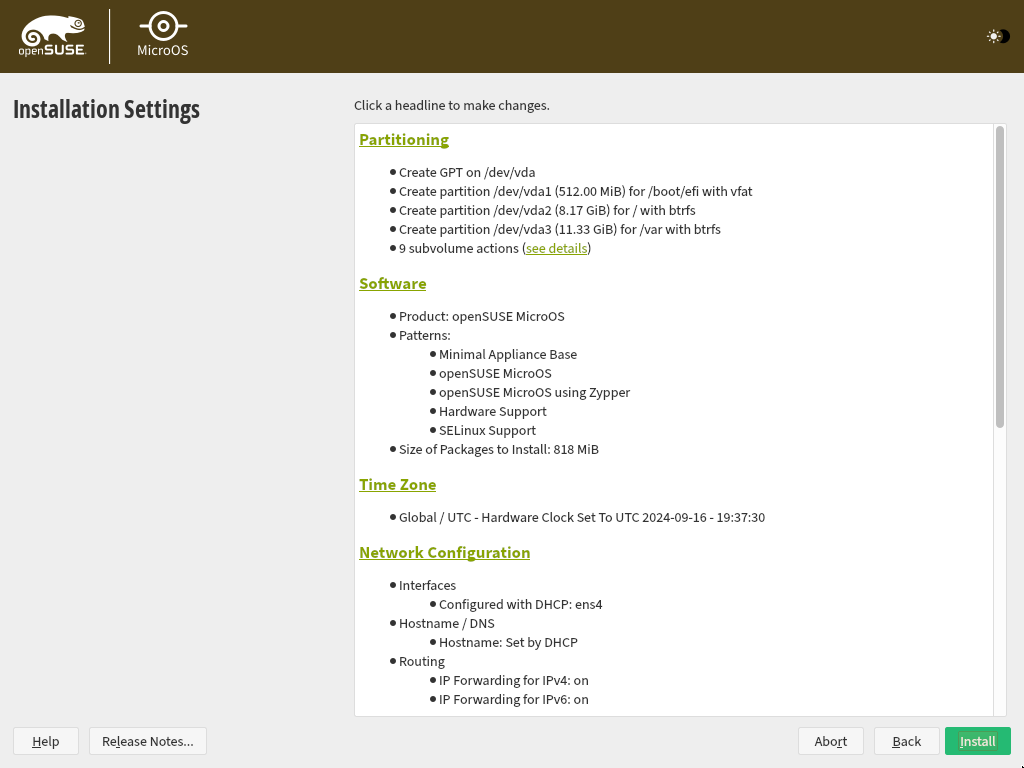 openSUSE.
MicroOS
Installation Settings
Click a headline to make changes.
Partitioning
Create GPT on /dev/vda
Create partition /dev/vda1 (512.00 MiB) for /boot/efi with vfat
Create partition /dev/vda2 (8.17 GiB) for / with btrfs
Create partition /dev/vda3 (11.33 GiB) for /var with btrfs
9 subvolume actions (see details)
Software
Product: openSUSE MicroOS
Patterns:
Minimal Appliance Base
openSUSE MicroOS
openSUSE MicroOS using Zypper
Hardware Support
SELinux Support
Size of Packages to Install: 818 MiB
Time Zone
Global / UTC - Hardware Clock Set To UTC 2024-09-16 - 19:37:30
Network Configuration
Interfaces
Configured with DHCP: ens4
Hostname / DNS
Hostname: Set by DHCP
Routing
IP Forwarding for IPv4: on
IP Forwarding for IPv6: on
Help
Release Notes...
Abort
Back
Install